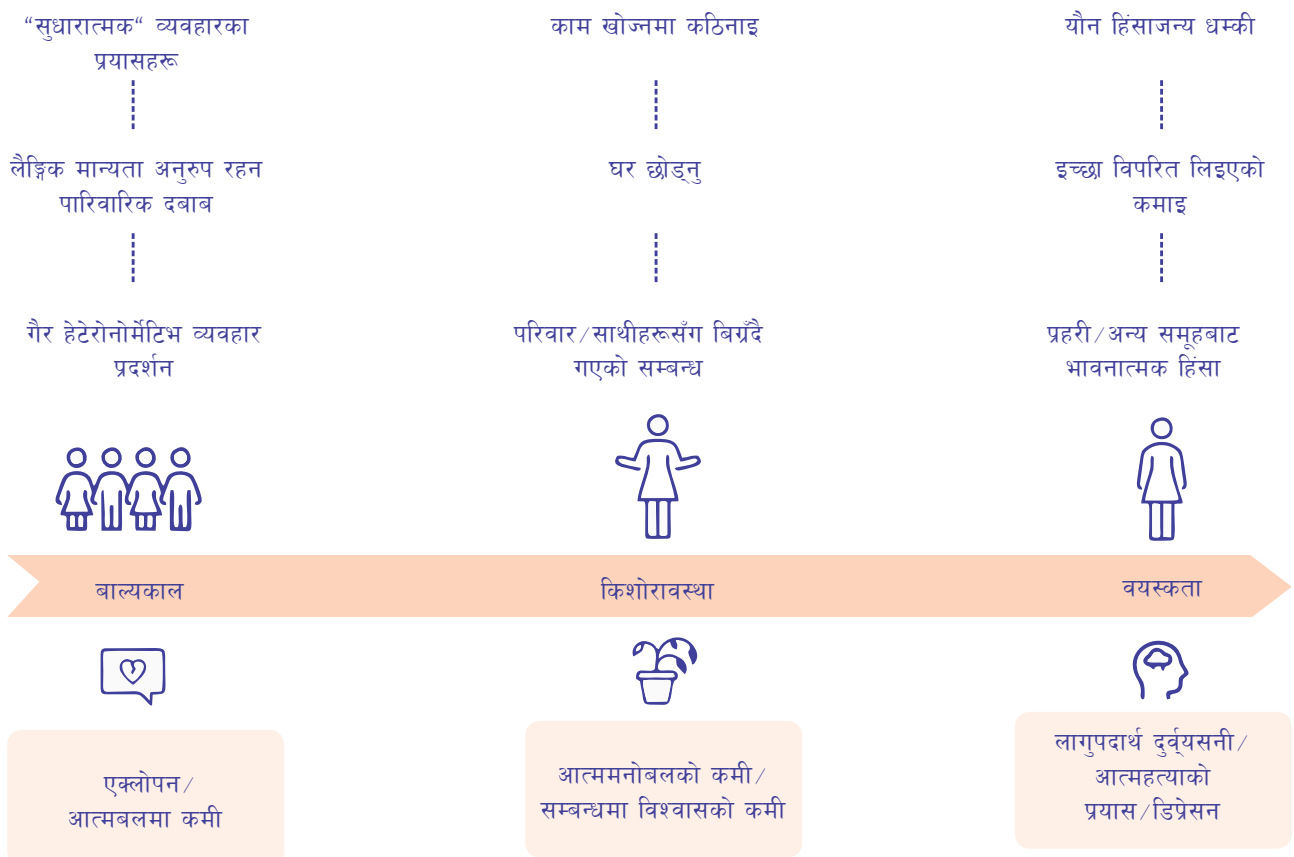 “सुधारात्मक“ व्यवहारका
प्रयासहरू
लैङ्गिक मान्यता अनुरुप रहन
पारिवारिक दबाब
गैर हेटेरोनोर्मेटिभ व्यवहार
प्रदर्शन
काम खोज्नमा कठिनाइ
घर छोड्नु
परिवार/साथीहरूसँग बिग्रँदै
गएको सम्बन्ध
यौन हिंसाजन्य धम्की
इच्छा विपरित लिइएको
कमाइ
प्रहरी/अन्य समूहबाट
भावनात्मक हिंसा
बाल्यकाल
किशोरावस्था
वयस्कता
एक्लोपन/
आत्मबलमा कमी
आत्ममनोबलको कमी/
सम्बन्धमा विश्वासको कमी
लागुपदार्थ दुर्व्यसनी/
आत्महत्याको
प्रयास/डिप्रेसन